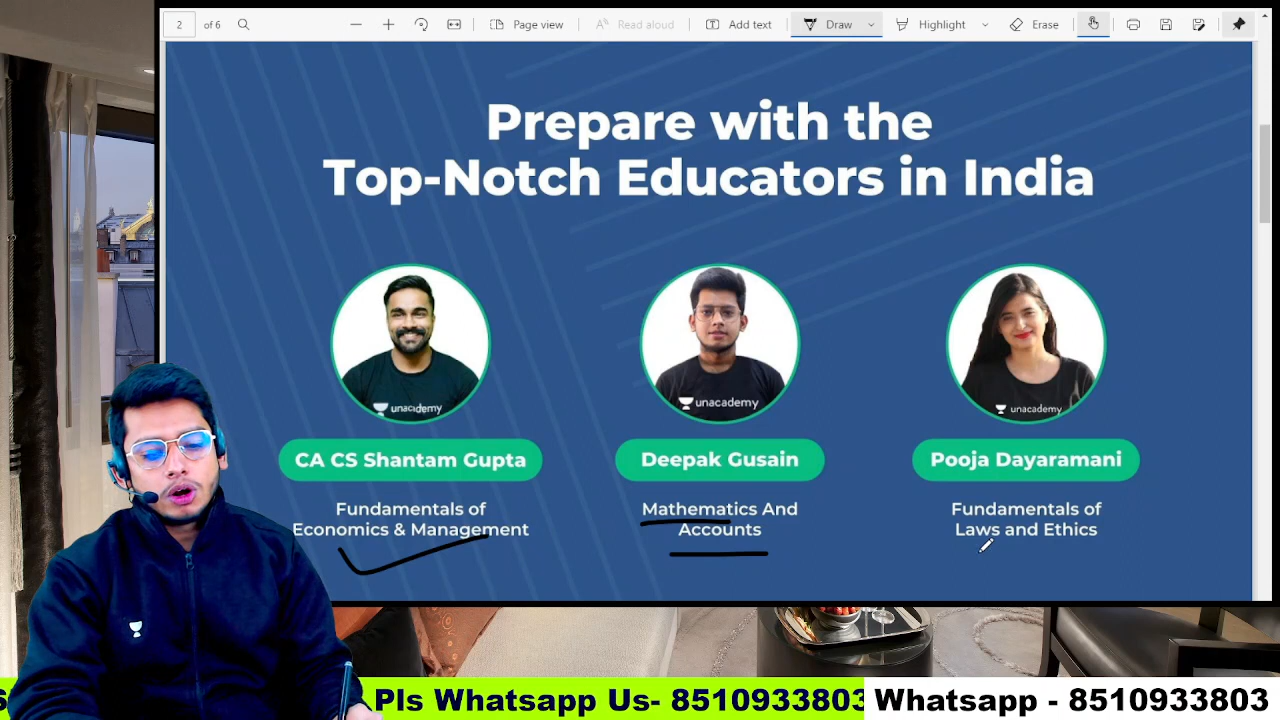 2 of 6
Page view
Read aloud
Add text
Draw
Highlight
Erase
Prepare with the
Top-Notch Educators in India
unacademy
unacademy
unacademy
CA CS Shantam Gupta
Deepak Gusain
Pooja Dayaramani
Fundamentals of
Economics & Management
Mathematics And
Accounts
Fundamentals of
Laws and Ethics
Pls Whatsapp Us- 8510933803
Whatsapp - 8510933803